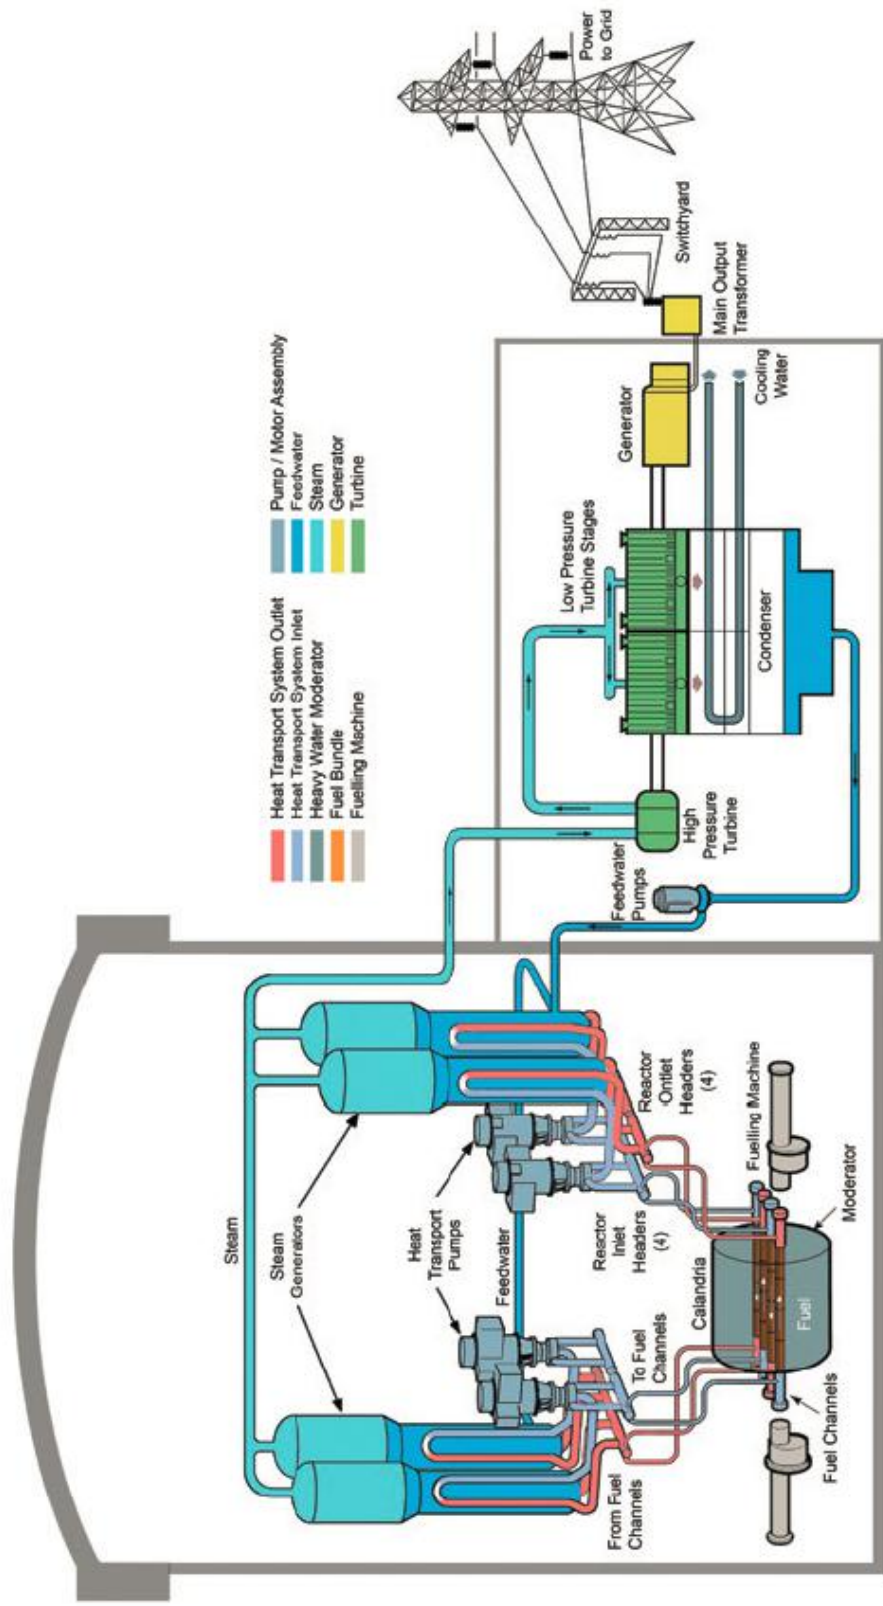 Heat Transport System Outlet
Heat Transport System Inlet
Heavy Water Moderator
Fuel Bundle
Fuelling Machine
Pump / Motor Assembly
Feedwater
Steam
Generator
Turbine
Steam
Steam
Generators
Heat
Transport
Pumps
Feedwater
From Fuel
Channels
To Fuel
Channels
Reactor
Inlet
Headers
(4)
Reactor
Outlet
Headers
(4)
Calandria
Fuel
Fuel Channels
Fuelling Machine
Moderator
Feedwater
Pumps
High
Pressure
Turbine
Low Pressure
Turbine Stages
Condenser
Generator
Cooling
Water
Main Output
Transformer
Switchyard
Power
to Grid